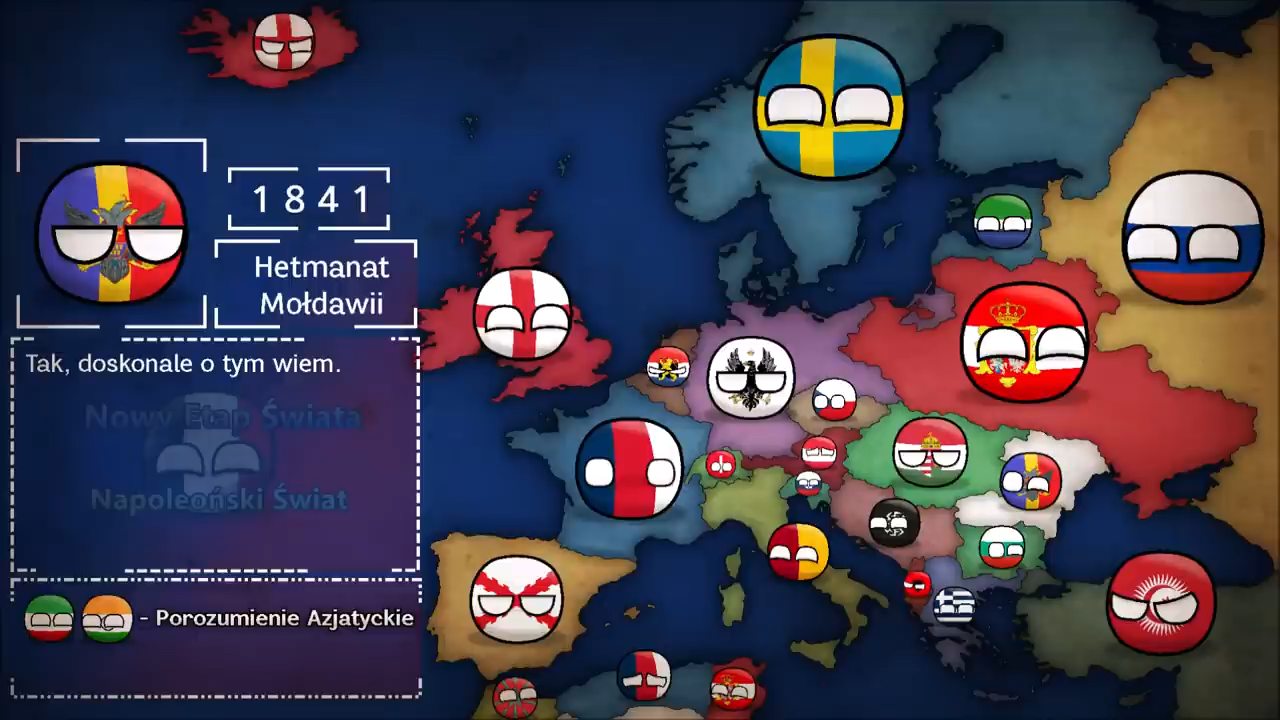 1841
Hetmanat
Mołdawii
Tak, doskonale o tym wiem.
Nowy Etap Świata
Napoleoński Świat
- Porozumienie Azjatyckie